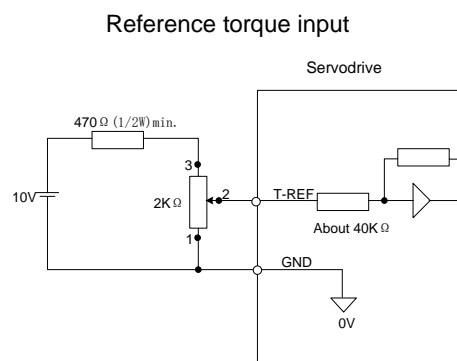 Reference torque input
Servodrive
470Ω(1/2W)min.
3
10V
2KΩ
2
T-REF
About 40KΩ
1
GND
0V